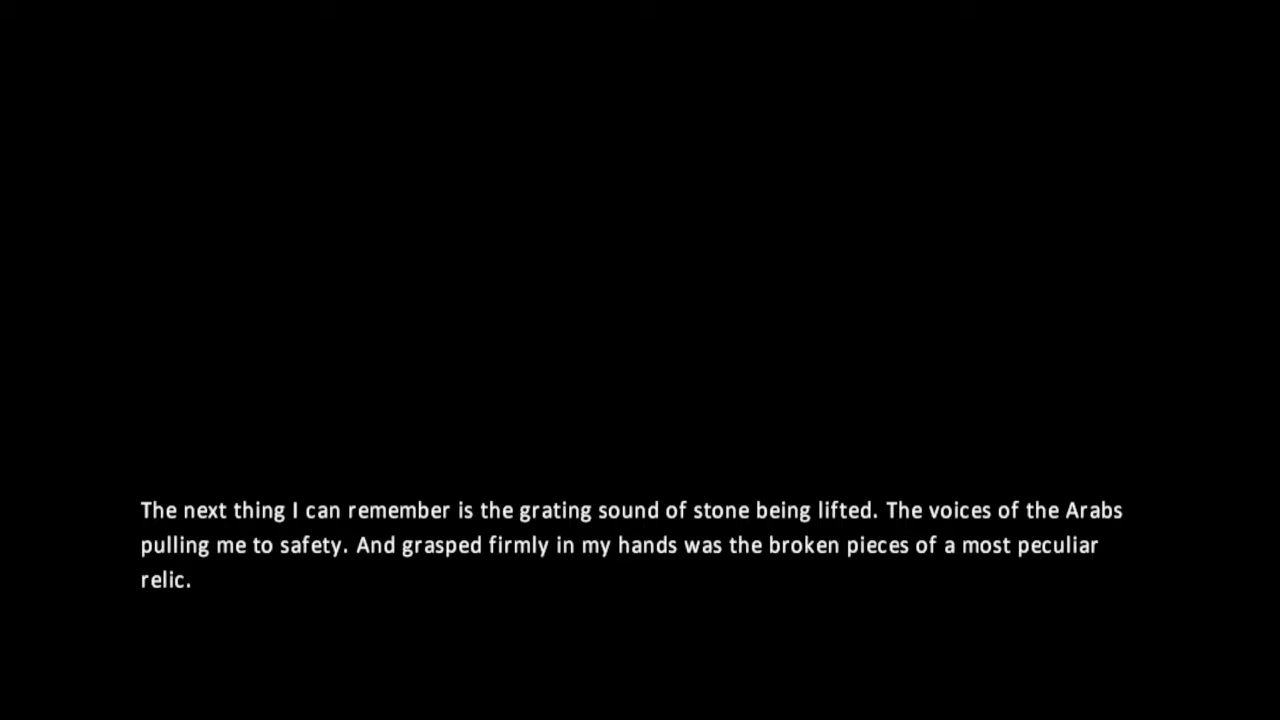 The next thing I can remember is the grating sound of stone being lifted. The voices of the Arabs
pulling me to safety. And grasped firmly in my hands was the broken pieces of a most peculiar
relic.